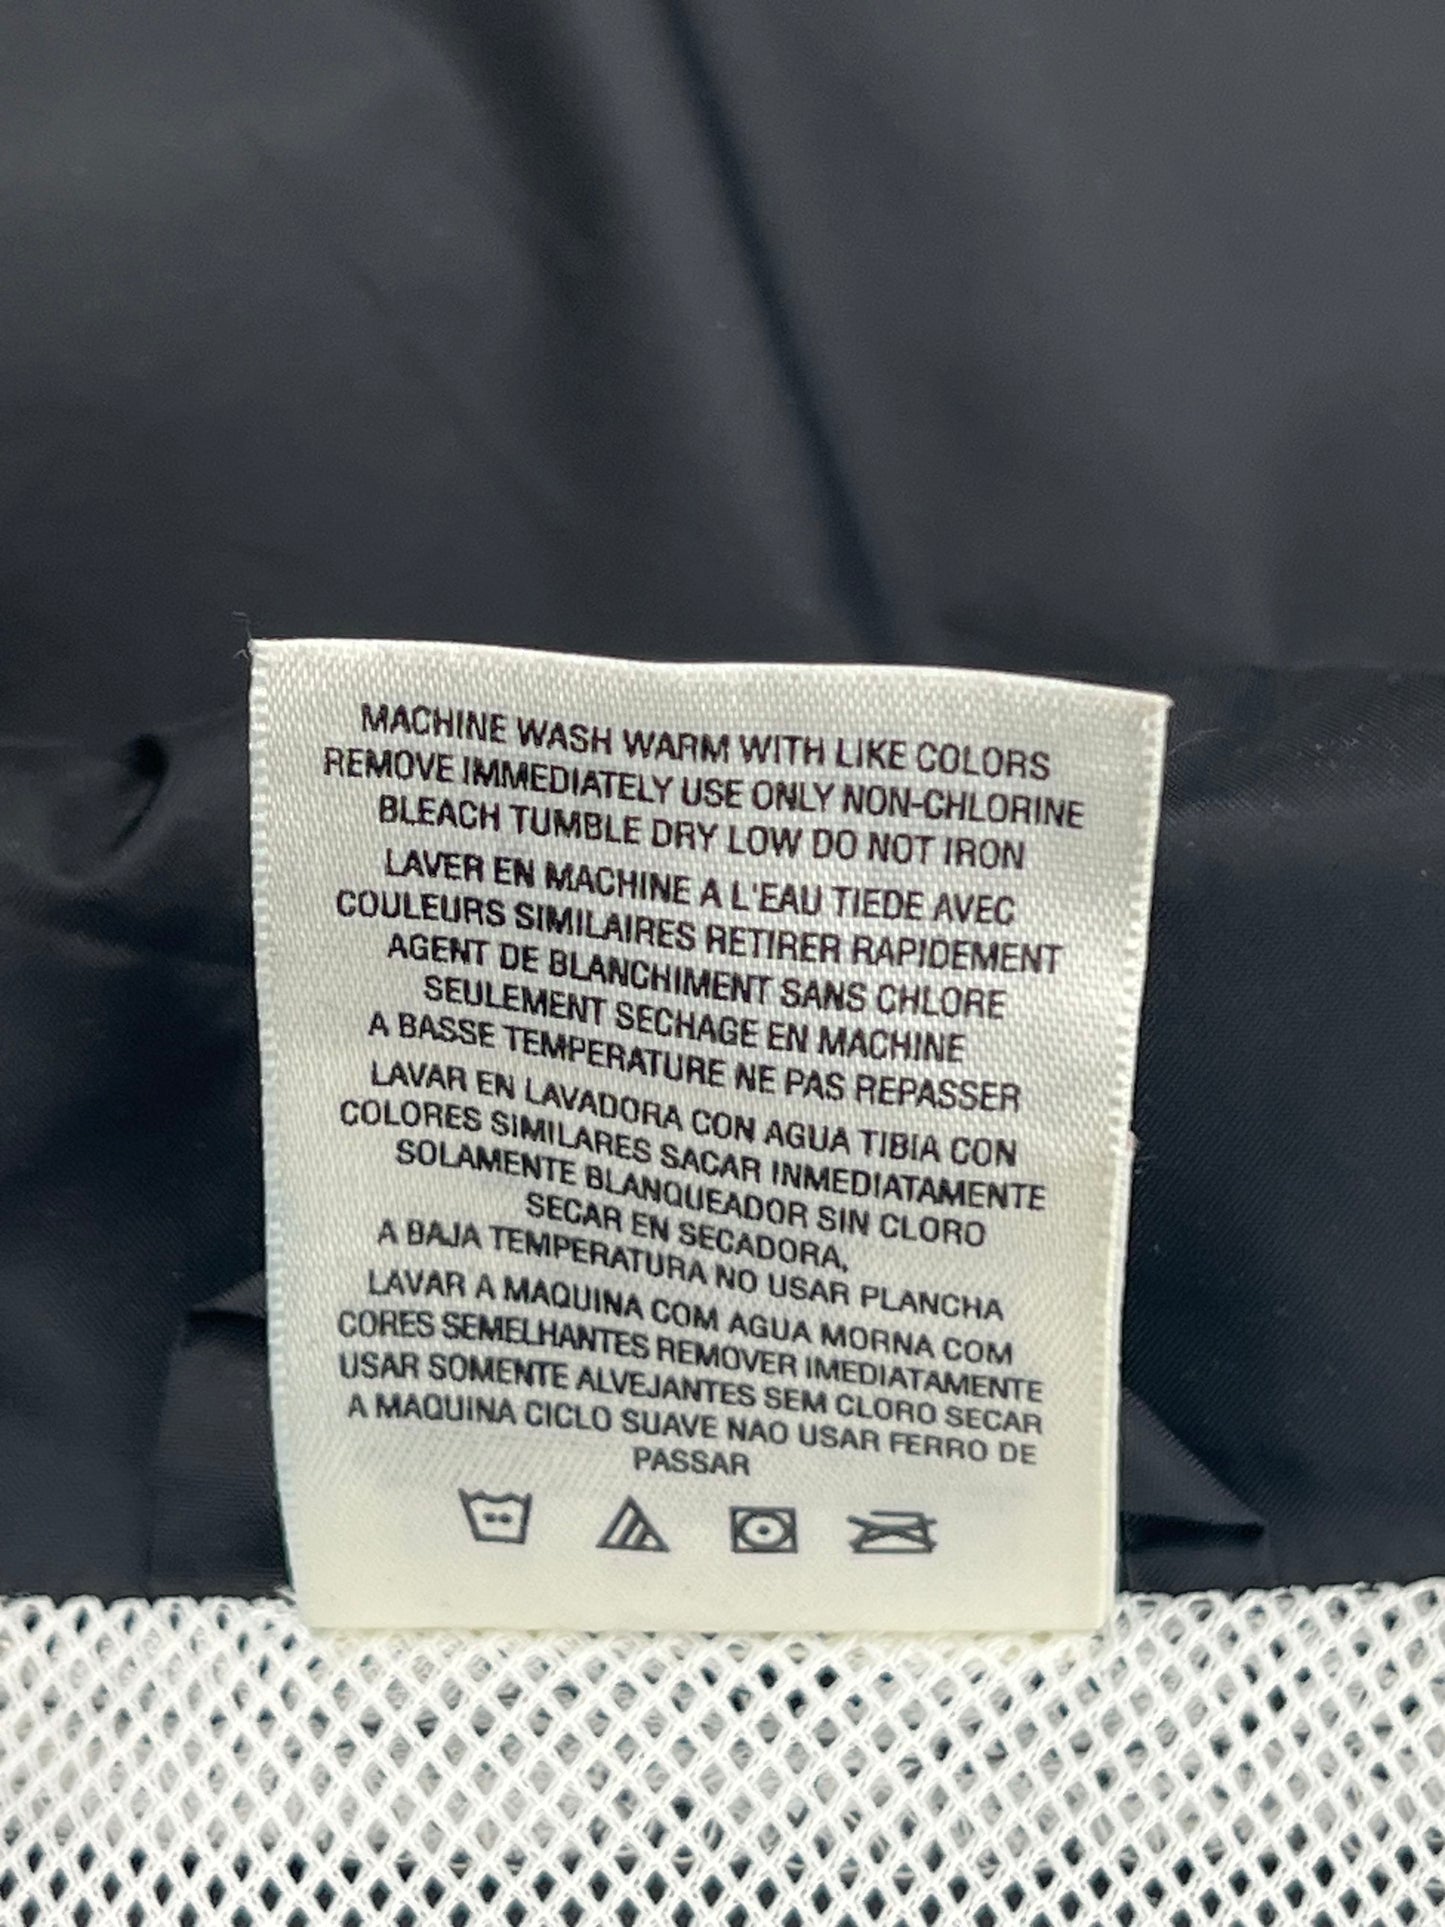 MACHINE WASH WARM WITH LIKE COLORS
REMOVE IMMEDIATELY USE ONLY NON-CHLORINE
BLEACH TUMBLE DRY LOW DO NOT IRON
LAVER EN MACHINE A L'EAU TIEDE AVEC
COULEURS SIMILAIRES RETIRER RAPIDEMENT
AGENT DE BLANCHIMENT SANS CHLORE
SEULEMENT SECHAGE EN MACHINE
A BASSE TEMPERATURE NE PAS REPASSER
LAVAR EN LAVADORA CON AGUA TIBIA CON
COLORES SIMILARES SACAR INMEDIATAMENTE
SOLAMENTE BLANQUEADOR SIN CLORO
SECAR EN SECADORA,
A BAJA TEMPERATURA NO USAR PLANCHA
LAVAR A MAQUINA COM AGUA MORNA COM
CORES SEMELHANTES REMOVER IMEDIATAMENTE
USAR SOMENTE ALVEJANTES SEM CLORO SECAR
A MAQUINA CICLO SUAVE NAO USAR FERRO DE
PASSAR